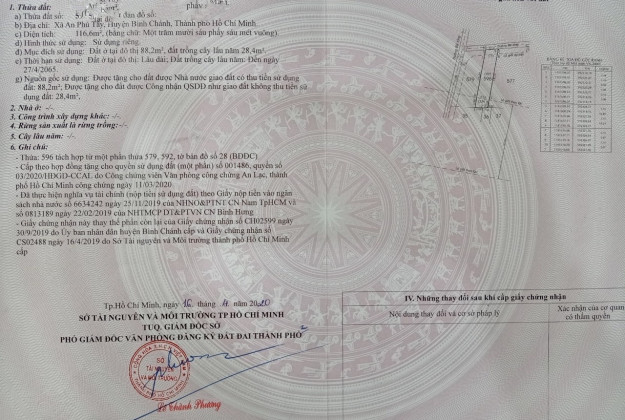 1. Thửa đất:
a) Thửa đất số:
b) Địa chỉ: Xã An Phú Tây, Huyện Bình Chánh, Thành phố Hồ Chí Minh
c) Diện tích: 116,6m², (bằng chữ: Một trăm mười sáu phẩy sáu mét vuông)
d) Hình thức sử dụng: Sử dụng riêng
đ) Mục đích sử dụng: Đất ở tại đô thị 88,2m², đất trồng cây lâu năm 28,4m².
e) Thời hạn sử dụng: Đất ở tại đô thị: Lâu dài; Đất trồng cây lâu năm: Đến ngày
27/4/2065.
g) Nguồn gốc sử dụng: Được tặng cho đất được Nhà nước giao đất có thu tiền sử dụng
đất: 88,2m²; Được tặng cho đất được Công nhận QSDĐ như giao đất không thu tiền sử
dụng đất: 28,4m².
2. Nhà ở: -/-
3. Công trình xây dựng khác: -/-
4. Rừng sản xuất là rừng trồng: -/-
5. Cây lâu năm: -/-
6. Ghi chú:
- Thửa: 596 tách hợp từ một phần thửa 579, 592, tờ bản đồ số 28 (BĐĐC)
- Cấp theo hợp đồng tặng cho quyền sử dụng đất (một phần) số 001486, quyển số
03/2020/HĐGD-CCAL do Công chứng viên Văn phòng công chứng An Lạc, thành
phố Hồ Chí Minh công chứng ngày 11/03/2020
- Đã thực hiện nghĩa vụ tài chính (nộp tiền sử dụng đất) theo Giấy nộp tiền vào ngân
sách nhà nước số 6634242 ngày 25/11/2019 của NHNO&PTNT CN Nam TpHCM và
số 0813189 ngày 22/02/2019 của NHTMCP ĐT&PTVN CN Bình Hưng
- Giấy chứng nhận này thay thế phần còn lại của Giấy chứng nhận số CH02599 ngày
30/9/2019 do Ủy ban nhân dân huyện Bình Chánh cấp và Giấy chứng nhận số
CS02488 ngày 16/4/2019 do Sở Tài nguyên và Môi trường thành phố Hồ Chí Minh
cấp
Tp.Hồ Chí Minh, ngày 16 tháng 4 năm 2020
SỞ TÀI NGUYÊN VÀ MÔI TRƯỜNG TP HỒ CHÍ MINH
TUQ. GIÁM ĐỐC SỞ
PHÓ GIÁM ĐỐC VĂN PHÒNG ĐĂNG KÝ ĐẤT ĐAI THÀNH PHỐ
SỞ
TÀI NGUYÊN
VÀ MÔI TRƯỜNG
Thành Phương
IV. Những thay đổi sau khi cấp giấy chứng nhận
Nội dung thay đổi và cơ sở pháp lý
Xác nhận của cơ quan
có thẩm quyền